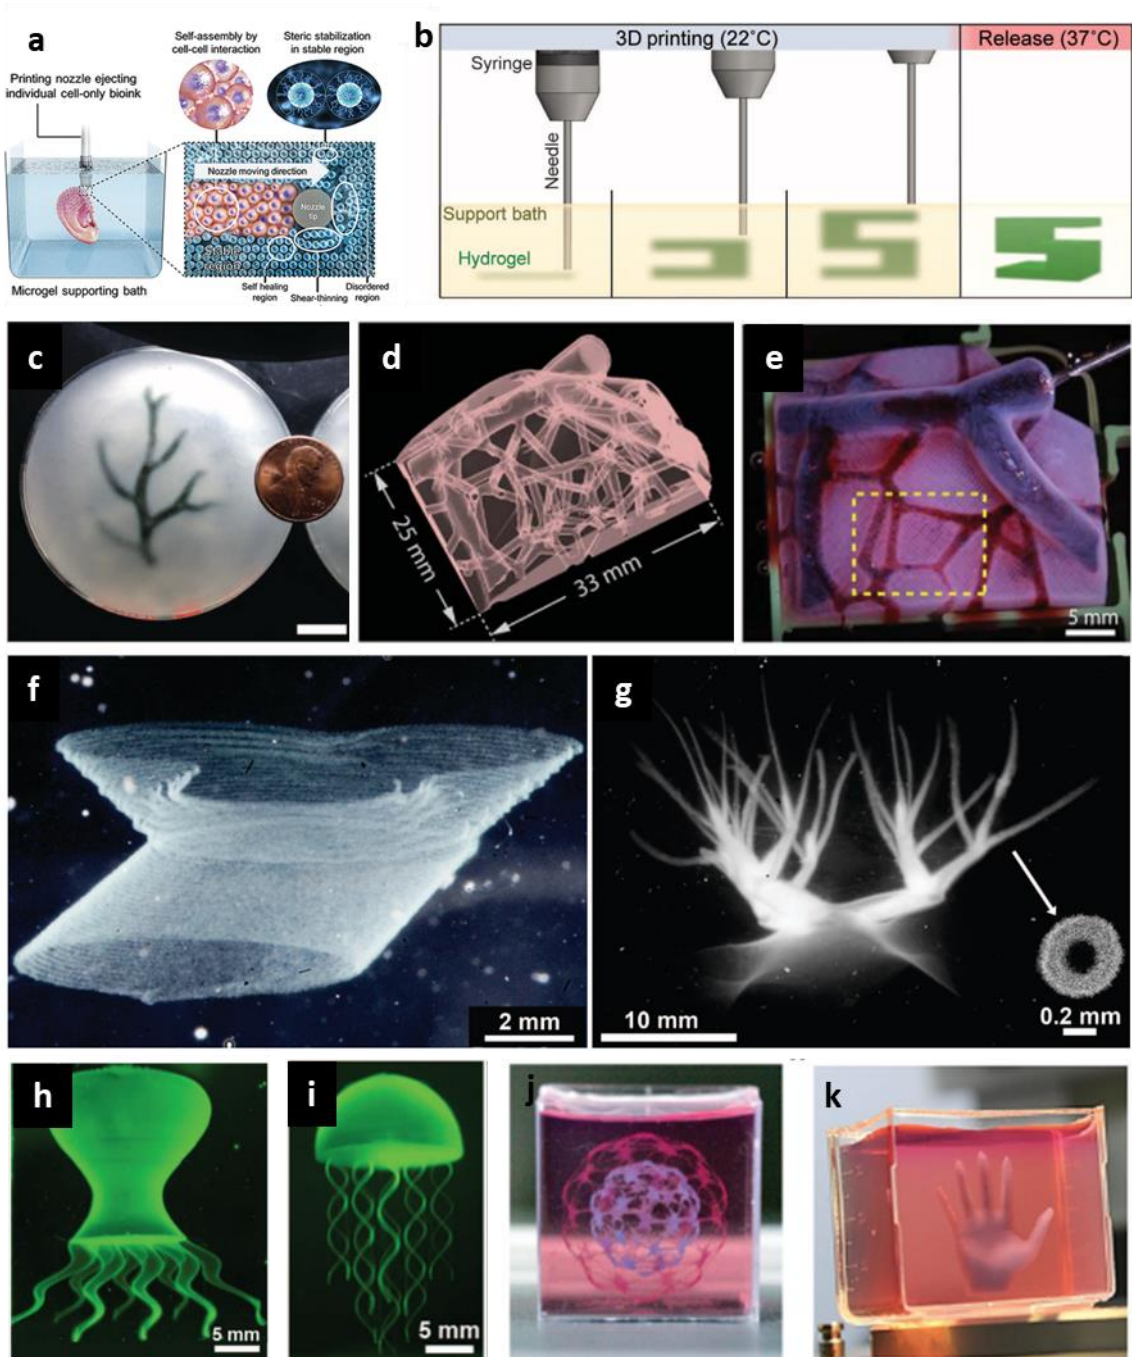 a
Self-assembly by
cell-cell interaction
Steric stabilization
in stable region
Printing nozzle ejecting
individual cell-only bioink
Nozzle moving direction
Nozzle
tip
Stable
region
Microgel supporting bath
Self healing
region
Shear-thinning
Disordered
region
b
3D printing (22°C)
Release (37°C)
Syringe
Needle
Support bath
Hydrogel
c
d
25 mm
33 mm
e
5 mm
f
2 mm
g
10 mm
0.2 mm
h
5 mm
i
5 mm
j
k